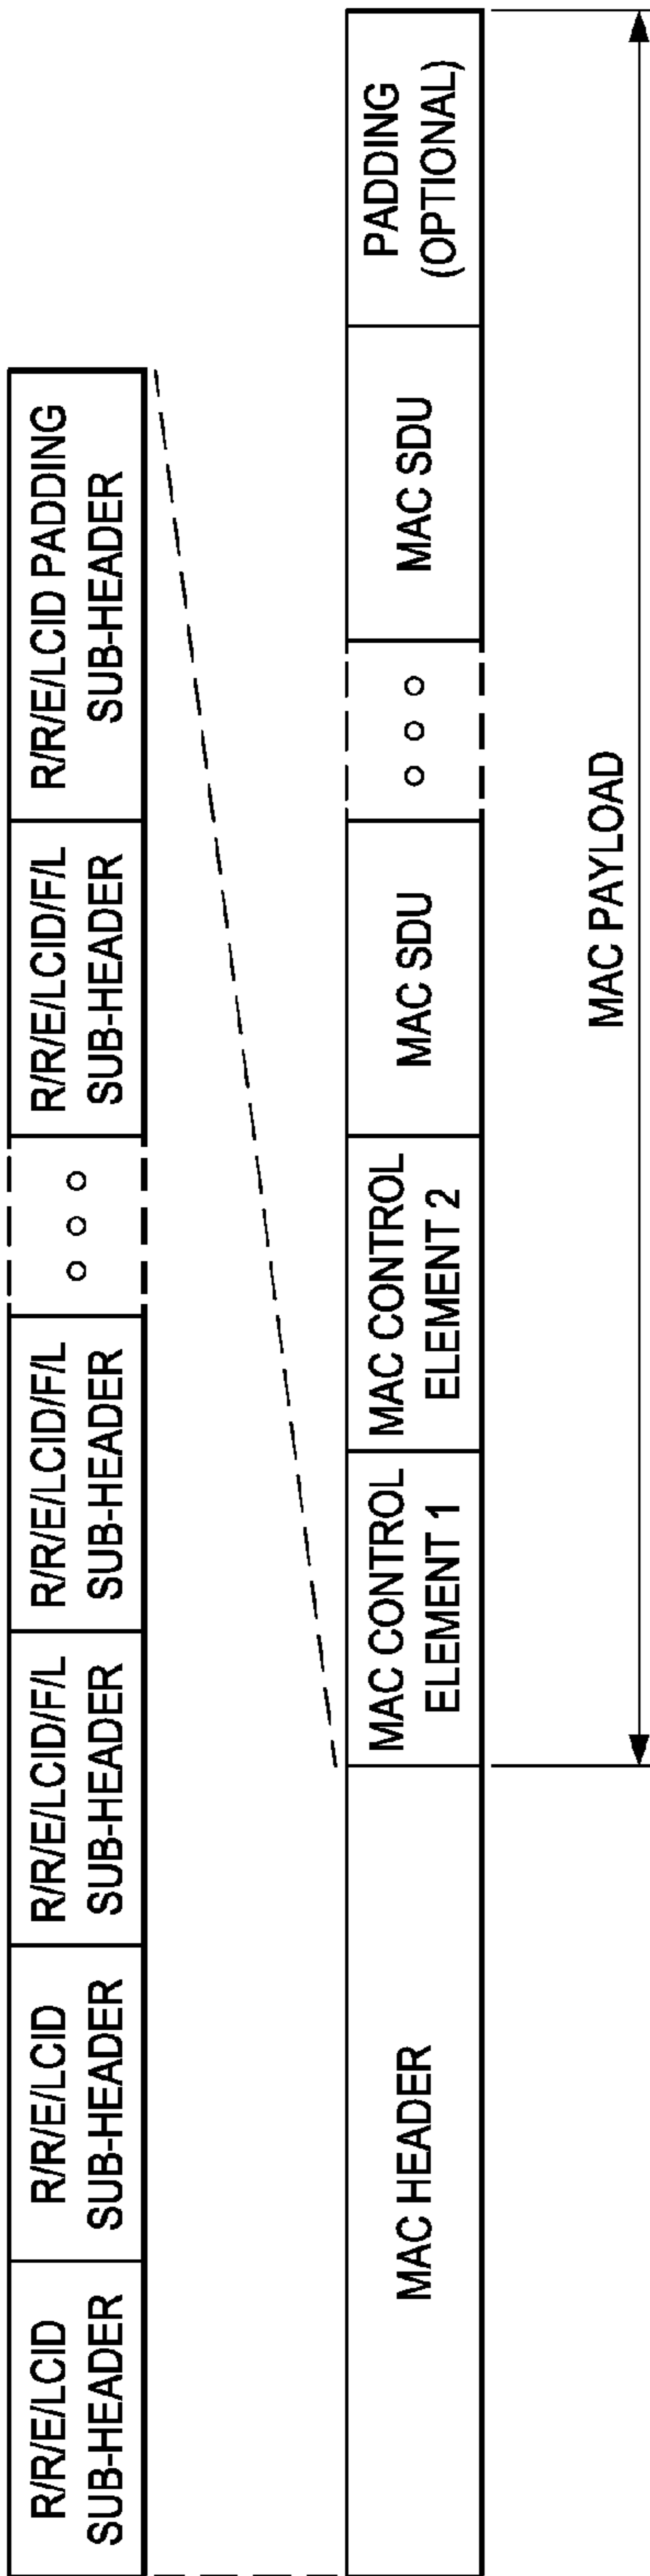 R/R/E/LCID
SUB-HEADER
R/R/E/LCID
SUB-HEADER
R/R/E/LCID/F/L
SUB-HEADER
R/R/E/LCID/F/L
SUB-HEADER
R/R/E/LCID/F/L
SUB-HEADER
R/R/E/LCID PADDING
SUB-HEADER
MAC HEADER
MAC CONTROL
ELEMENT 1
MAC CONTROL
ELEMENT 2
MAC SDU
MAC SDU
PADDING
(OPTIONAL)
MAC PAYLOAD